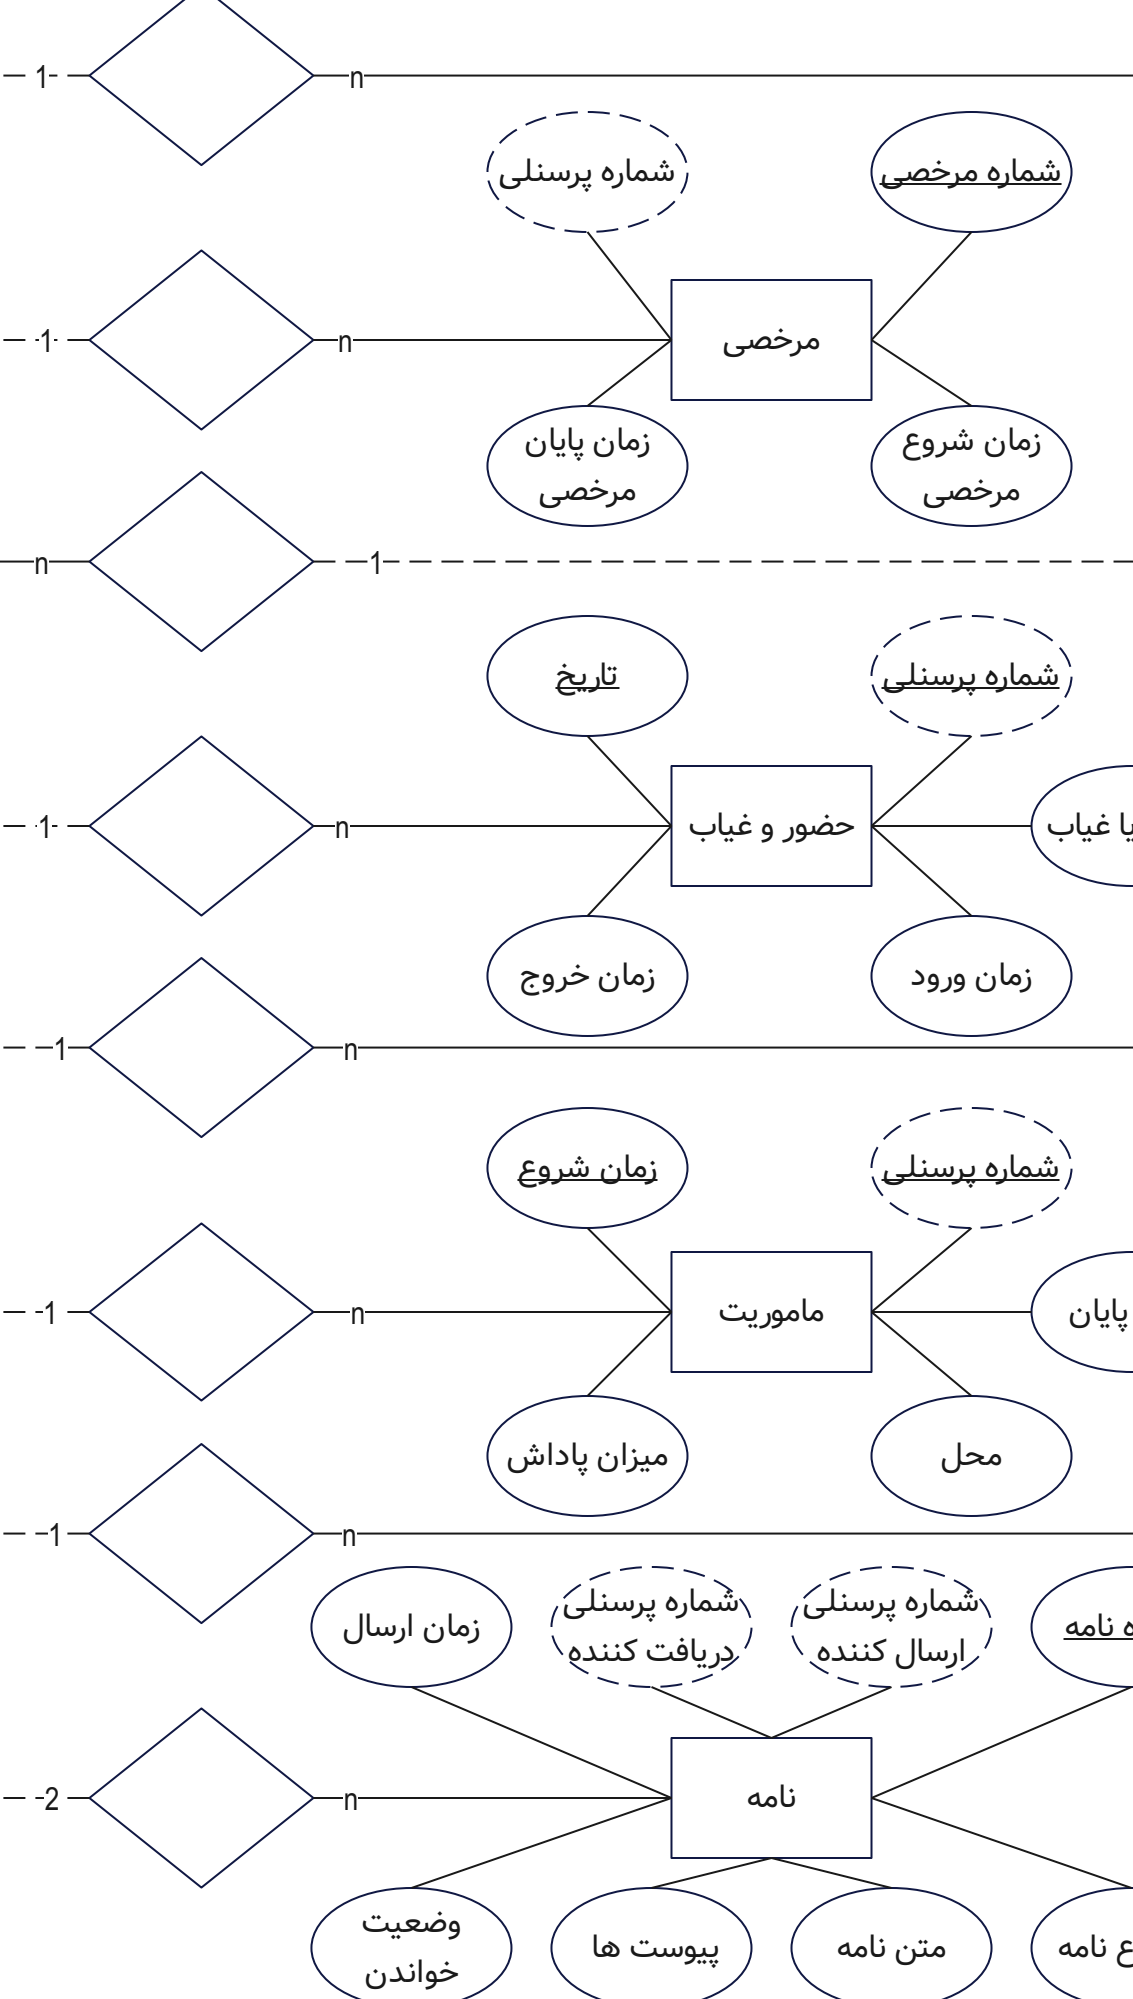 1
n
شماره مرخصی
شماره پرسنلی
1
n
مرخصی
زمان شروع
مرخصی
زمان پایان
مرخصی
n
1
شماره پرسنلی
تاریخ
1
n
حضور و غیاب
یا غیاب
زمان ورود
زمان خروج
1
n
شماره پرسنلی
زمان شروع
1
n
ماموریت
پایان
محل
میزان پاداش
1
n
نامه
شماره پرسنلی
ارسال کننده
شماره پرسنلی
دریافت کننده
زمان ارسال
2
n
نامه
نامه
متن نامه
پیوست ها
وضعیت
خواندن